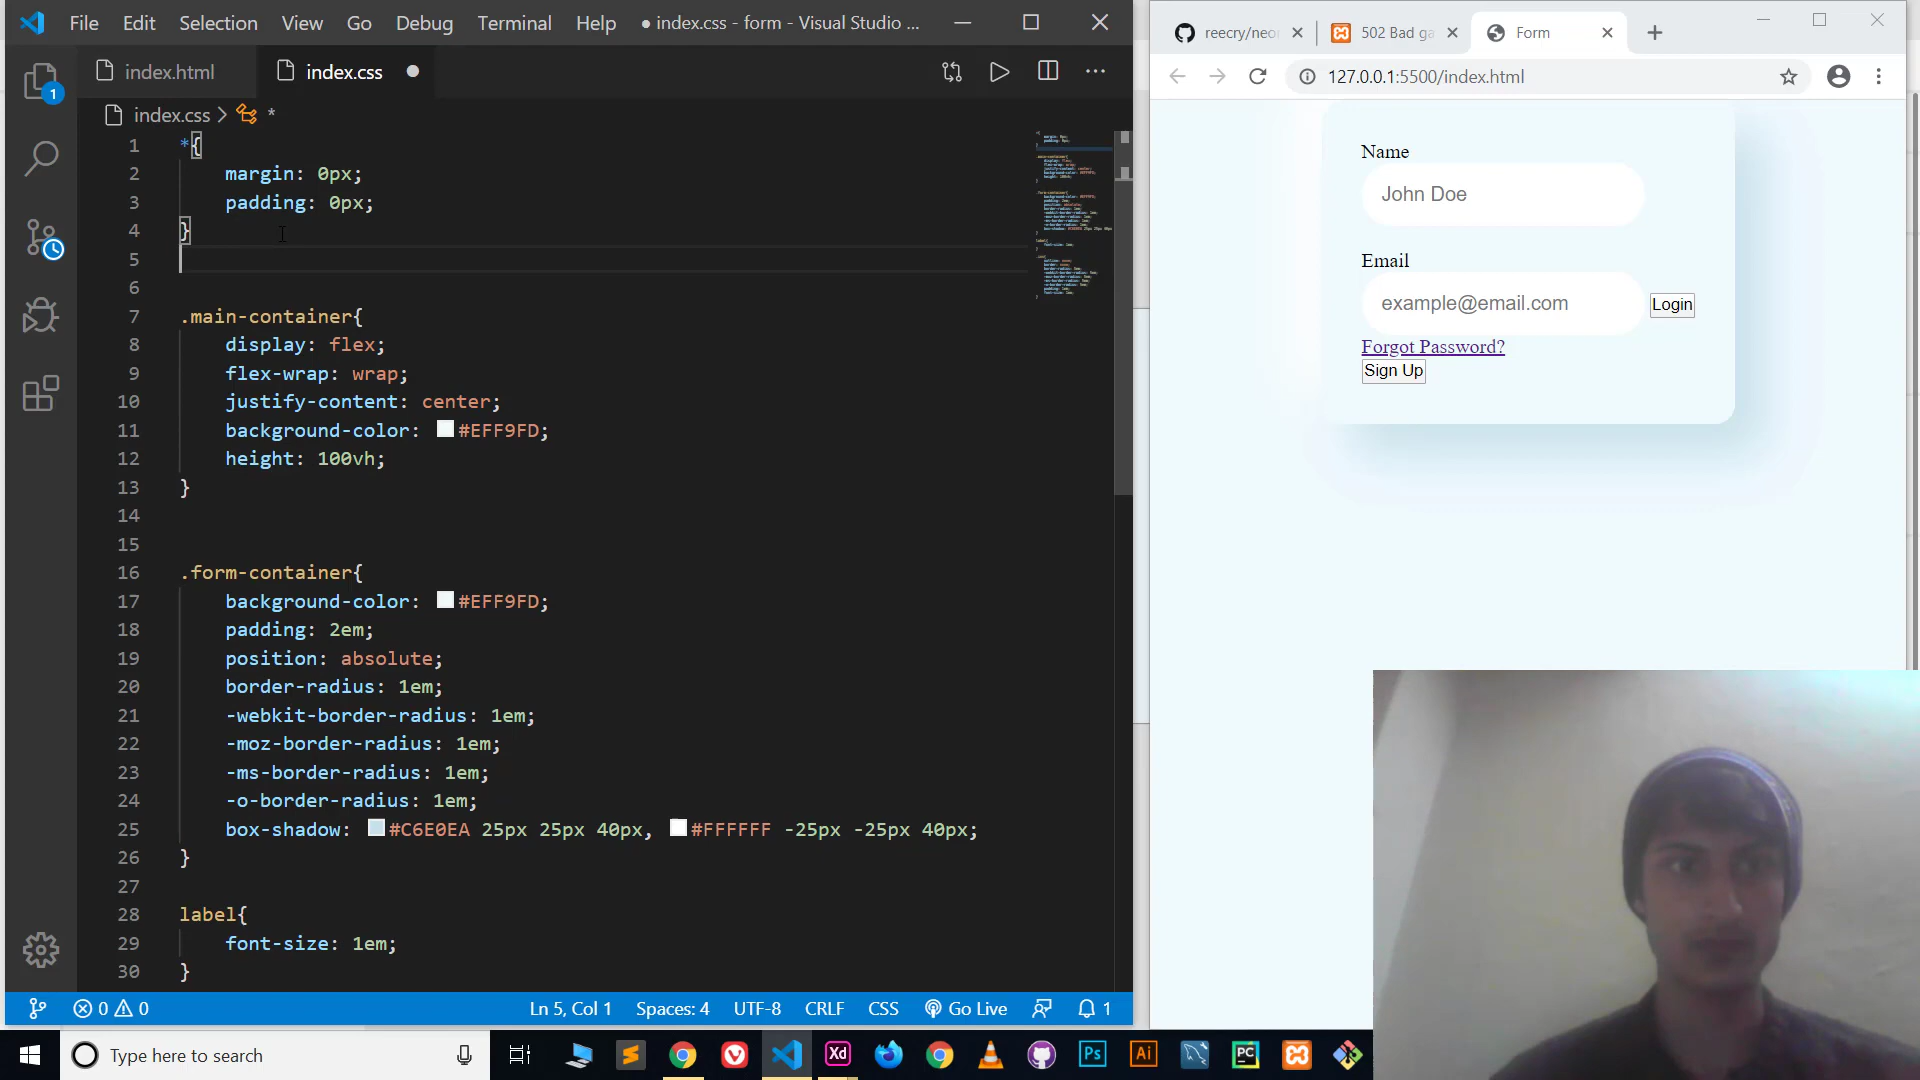 File Edit Selection View Go Debug Terminal Help ● index.css - form - Visual Studio ...
index.html
index.css
index.css > *
1 *{
2 margin: 0px;
3 padding: 0px;
4 }
5
6
7 .main-container{
8 display: flex;
9 flex-wrap: wrap;
10 justify-content: center;
11 background-color: #EFF9FD;
12 height: 100vh;
13 }
14
15
16 .form-container{
17 background-color: #EFF9FD;
18 padding: 2em;
19 position: absolute;
20 border-radius: 1em;
21 -webkit-border-radius: 1em;
22 -moz-border-radius: 1em;
23 -ms-border-radius: 1em;
24 -o-border-radius: 1em;
25 box-shadow: #C6E0EA 25px 25px 40px, #FFFFFF -25px -25px 40px;
26 }
27
28 label{
29 font-size: 1em;
30 }
1
0 0
Ln 5, Col 1 Spaces: 4 UTF-8 CRLF CSS Go Live 1
Type here to search
Xd Ps Ai PC
reecry/neo
502 Bad ga
Form
127.0.0.1:5500/index.html
Name
John Doe
Email
example@email.com Login
Forgot Password?
Sign Up